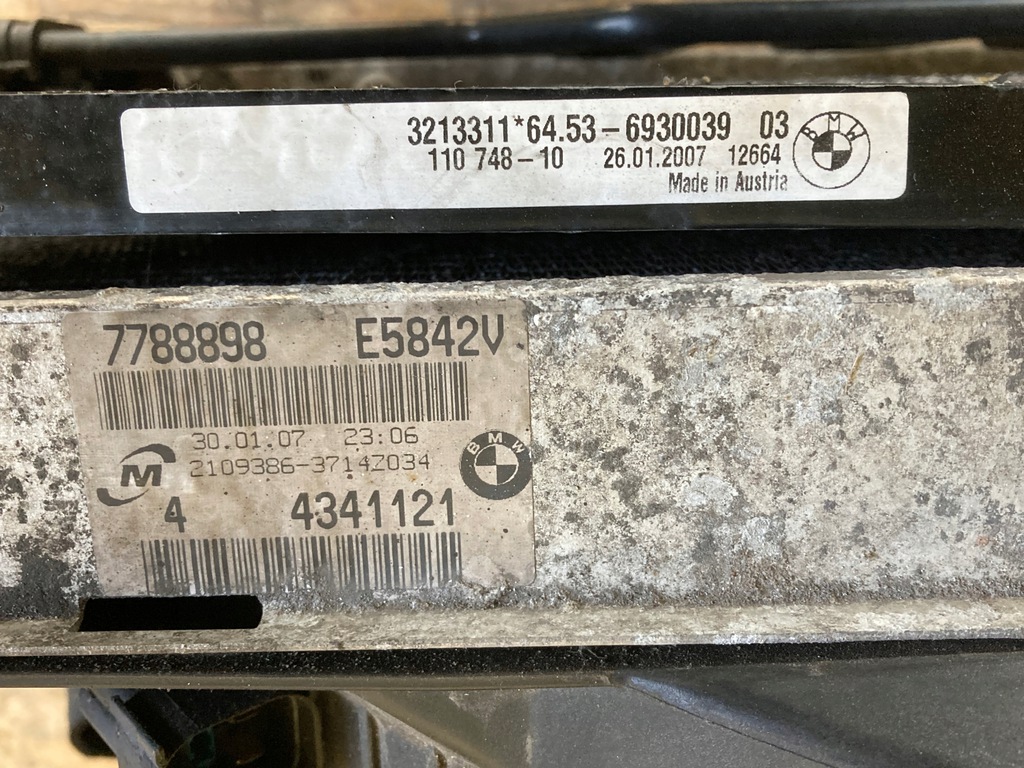 3213311*64.53-6930039 03
110 748-10 26.01.2007 12664
Made in Austria
BMW
7788898 E5842V
30.01.07 23:06
2109386-3714Z034
M
BMW
4 4341121